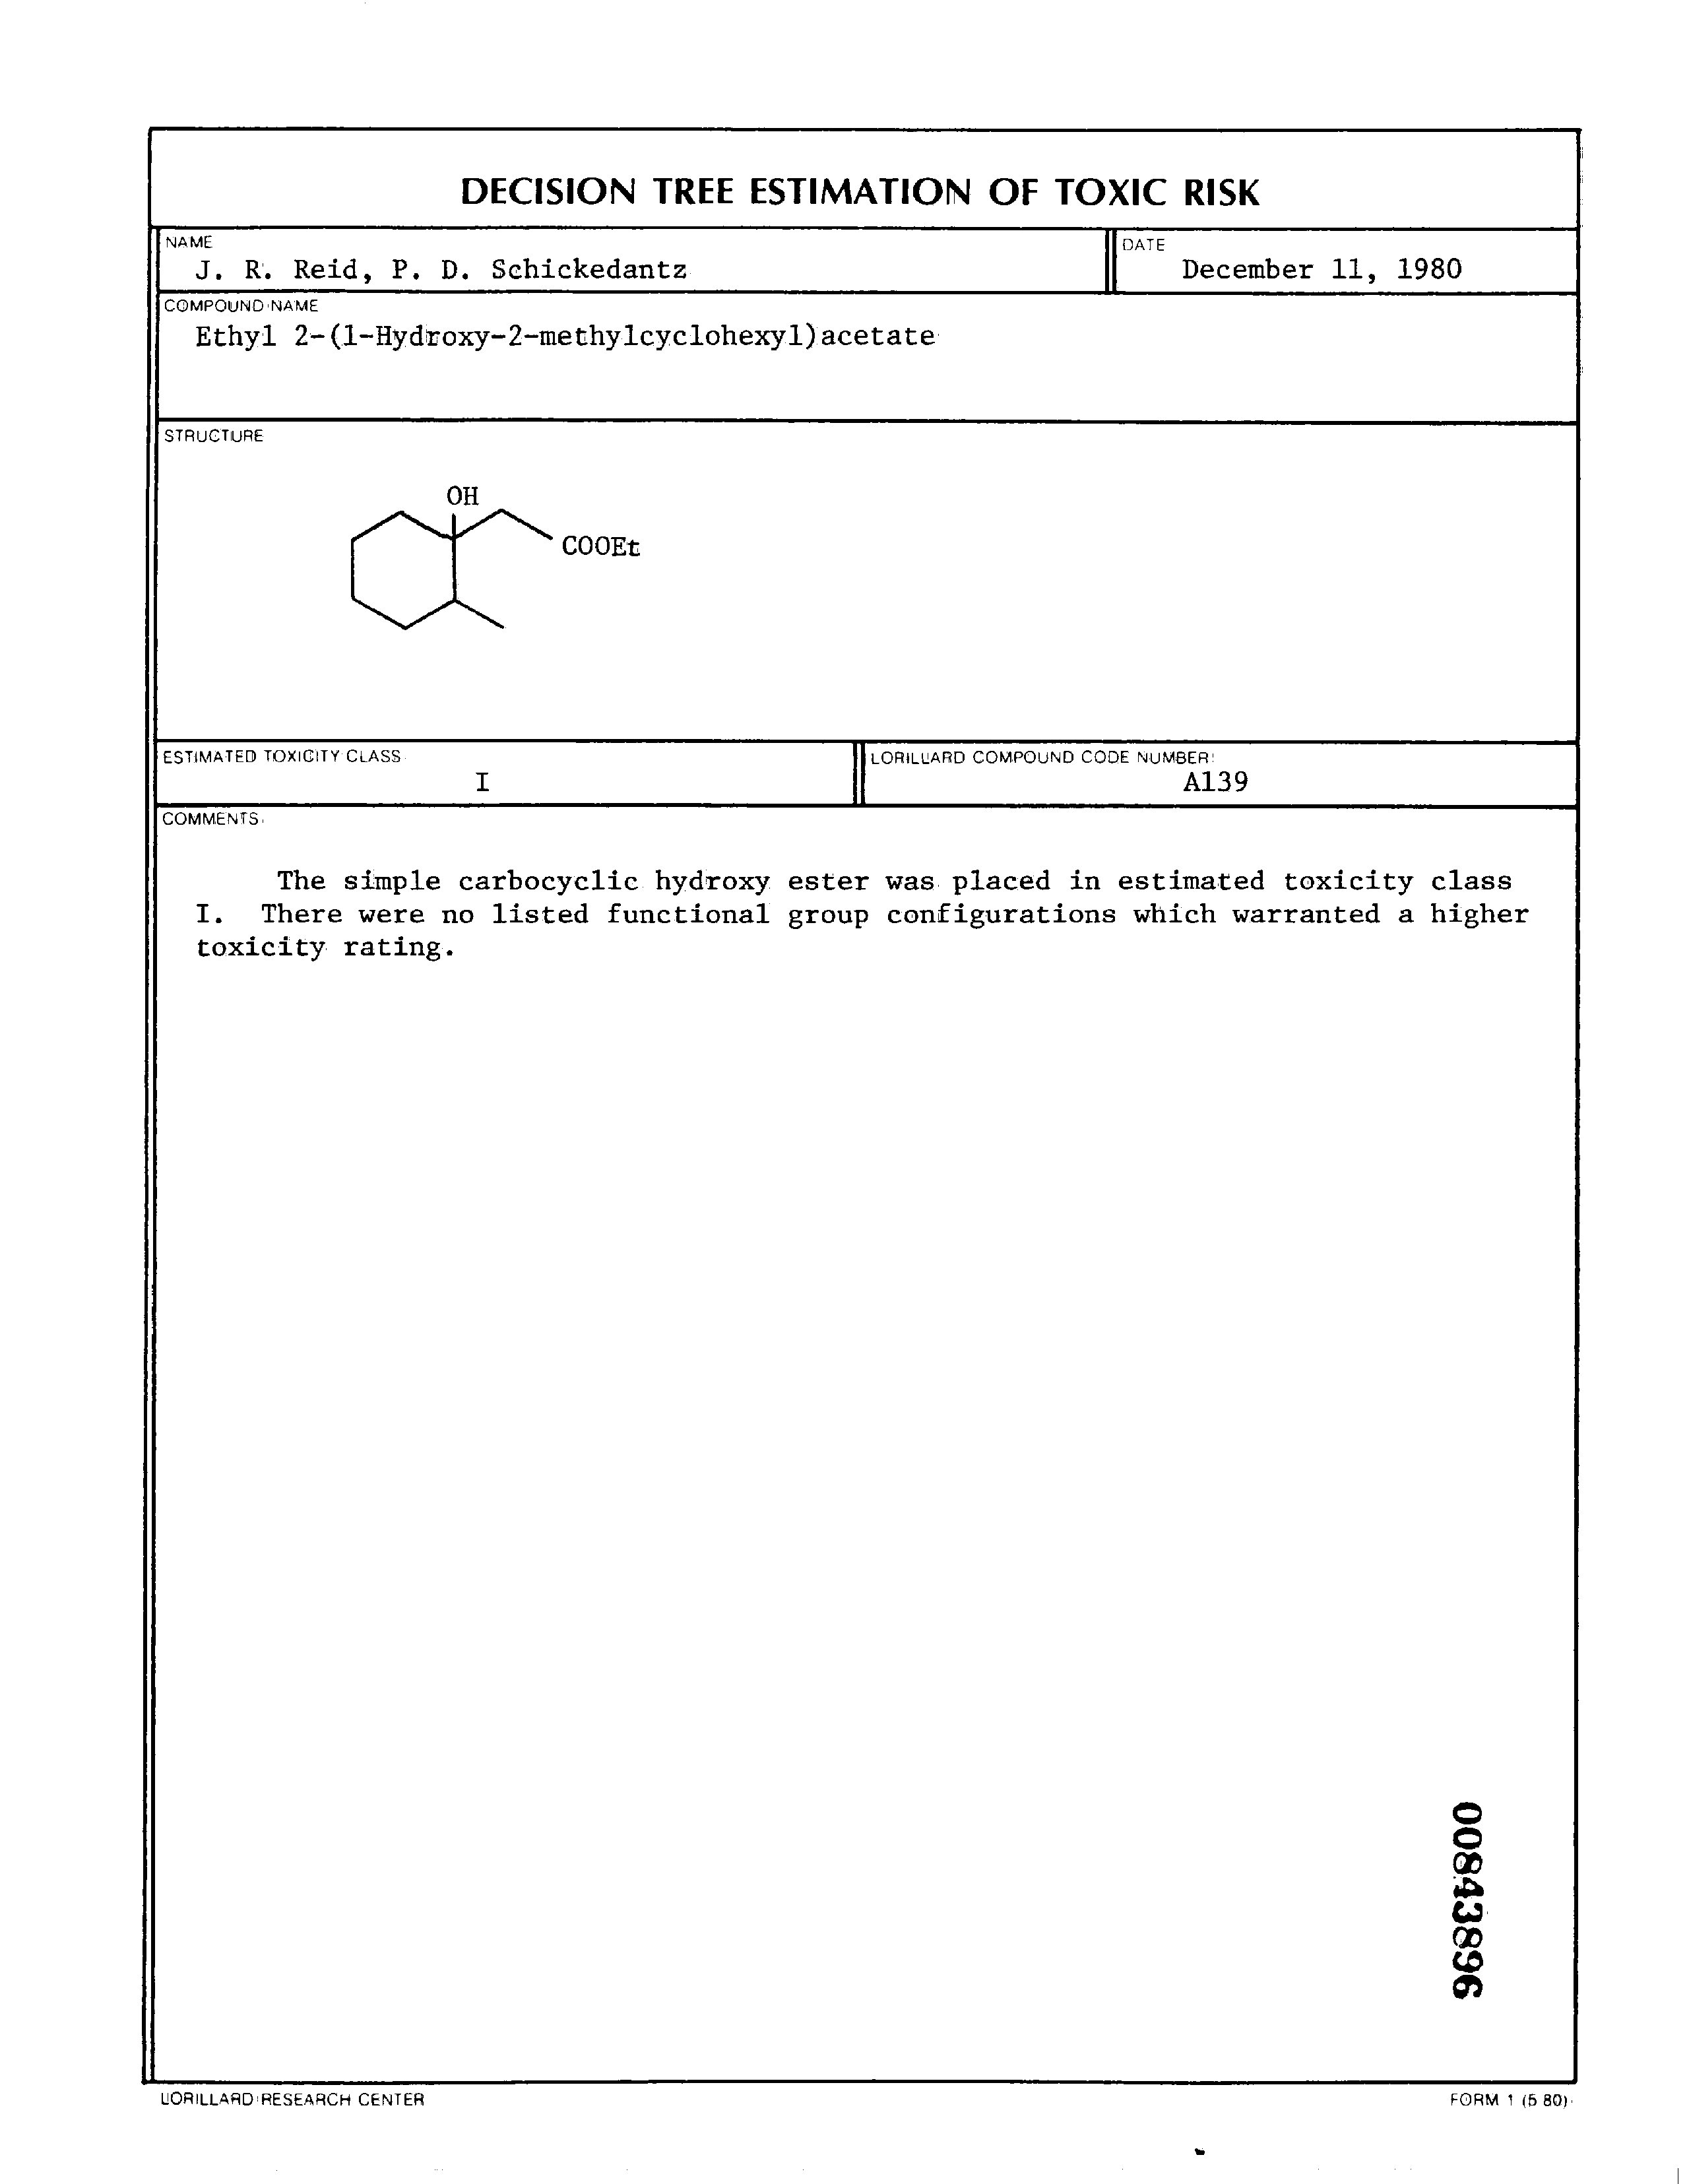 DECISION TREE ESTIMATION OF TOXIC RISK
NAME
J. R. Reid, P. D. Schickedantz
DATE
December 11, 1980
COMPOUND NAME
Ethyl 2-(1-Hydroxy-2-methylcyclohexyl)acetate
STRUCTURE
OH
COOEt
ESTIMATED TOXICITY CLASS
I
LORILLARD COMPOUND CODE NUMBER
A139
COMMENTS
The simple carbocyclic hydroxy ester was placed in estimated toxicity class
I. There were no listed functional group configurations which warranted a higher
toxicity rating.
00843896
LORILLARD RESEARCH CENTER
FORM 1 (5 80)